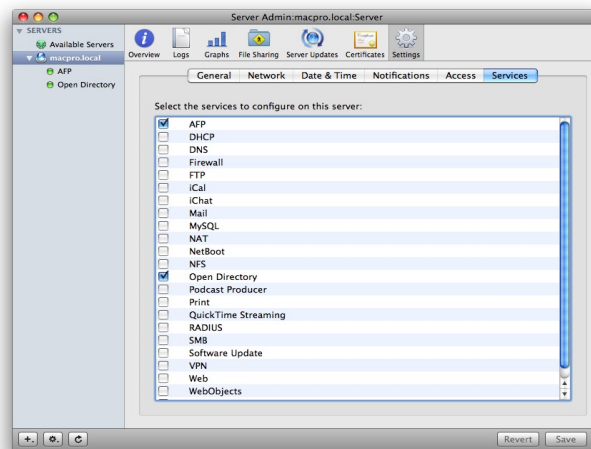 Server Admin:macpro.local:Server
SERVERS
Available Servers
macpro.local
AFP
Open Directory
Overview Logs Graphs File Sharing Server Updates Certificates Settings
General Network Date & Time Notifications Access Services
Select the services to configure on this server:
AFP
DHCP
DNS
Firewall
FTP
iCal
iChat
Mail
MySQL
NAT
NetBoot
NFS
Open Directory
Podcast Producer
Print
QuickTime Streaming
RADIUS
SMB
Software Update
VPN
Web
WebObjects
Revert Save